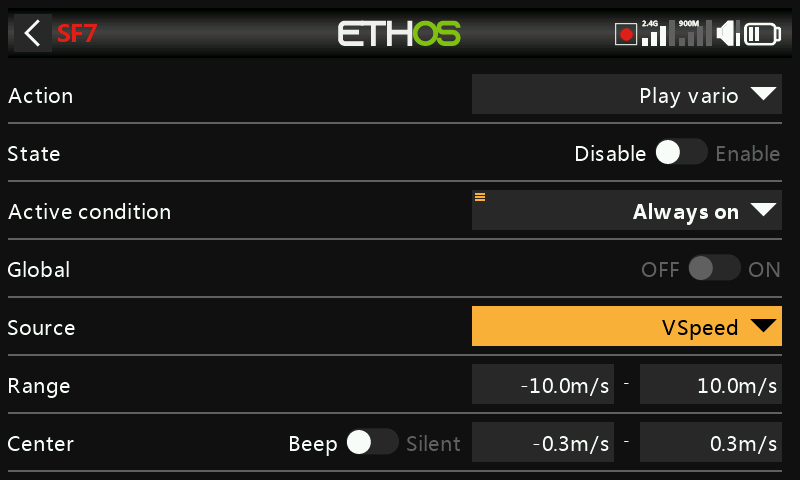 SF7 ETHOS 2.4G 900M
Action Play vario
State Disable Enable
Active condition Always on
Global OFF ON
Source VSpeed
Range -10.0m/s - 10.0m/s
Center Beep Silent -0.3m/s - 0.3m/s